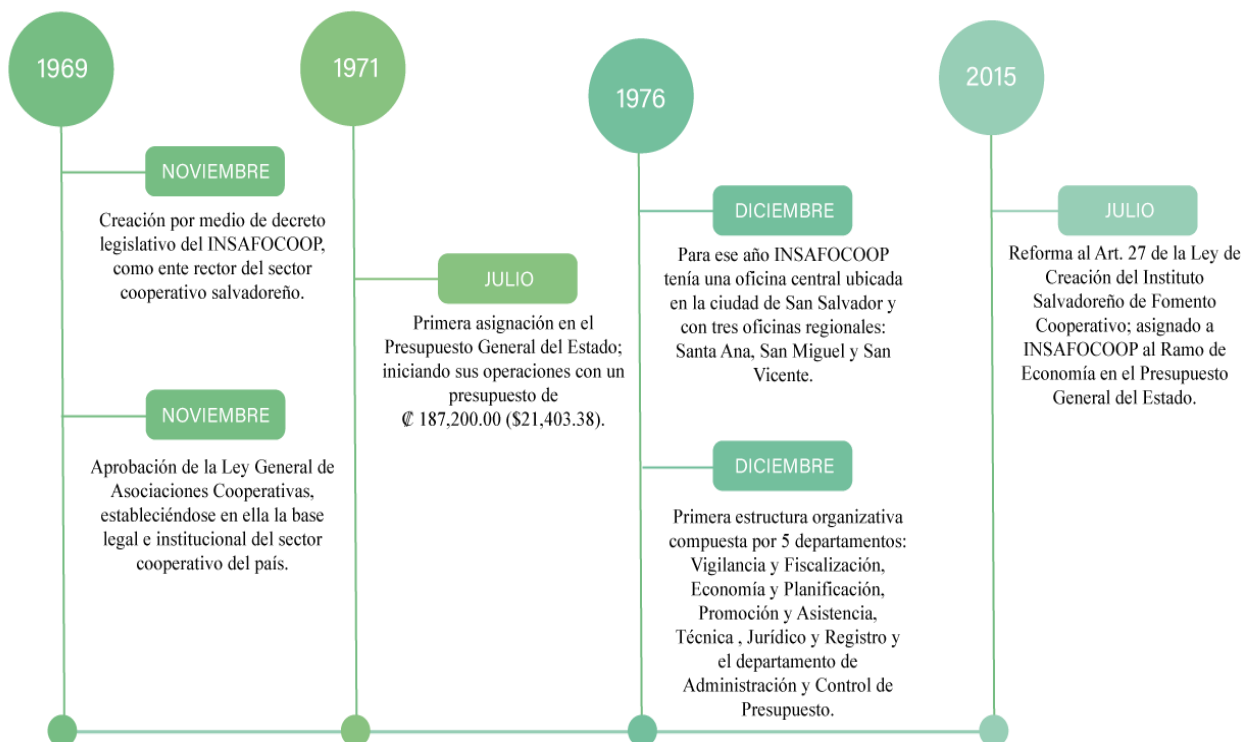 1969
NOVIEMBRE
Creación por medio de decreto
legislativo del INSAFOCOOP,
como ente rector del sector
cooperativo salvadoreño.
NOVIEMBRE
Aprobación de la Ley General de
Asociaciones Cooperativas,
estableciéndose en ella la base
legal e institucional del sector
cooperativo del país.
1971
JULIO
Primera asignación en el
Presupuesto General del Estado;
iniciando sus operaciones con un
presupuesto de
₡ 187,200.00 ($21,403.38).
1976
DICIEMBRE
Para ese año INSAFOCOOP
tenía una oficina central ubicada
en la ciudad de San Salvador y
con tres oficinas regionales:
Santa Ana, San Miguel y San
Vicente.
DICIEMBRE
Primera estructura organizativa
compuesta por 5 departamentos:
Vigilancia y Fiscalización,
Economía y Planificación,
Promoción y Asistencia,
Técnica , Jurídico y Registro y
el departamento de
Administración y Control de
Presupuesto.
2015
JULIO
Reforma al Art. 27 de la Ley de
Creación del Instituto
Salvadoreño de Fomento
Cooperativo; asignado a
INSAFOCOOP al Ramo de
Economía en el Presupuesto
General del Estado.